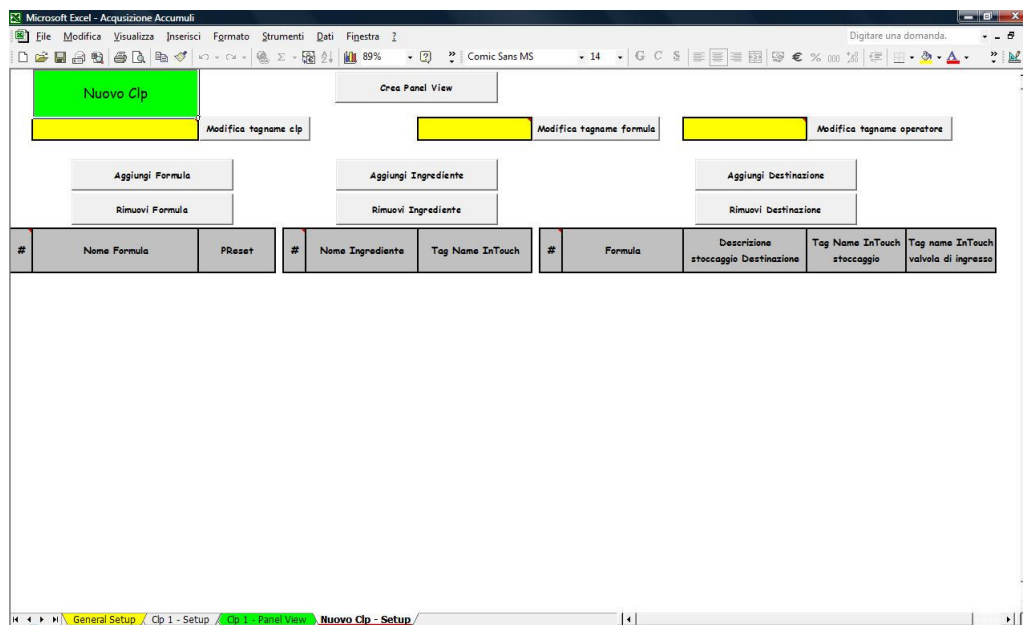 Microsoft Excel - Acqusizione Accumuli
File Modifica Visualizza Inserisci Formato Strumenti Dati Finestra ? Digitare una domanda.
89% Comic Sans MS 14 G C S € % 000
Nuovo Clp Crea Panel View
Modifica tagname clp Modifica tagname formula Modifica tagname operatore
Aggiungi Formula Aggiungi Ingrediente Aggiungi Destinazione
Rimuovi Formula Rimuovi Ingrediente Rimuovi Destinazione
# Nome Formula PReset # Nome Ingrediente Tag Name InTouch # Formula Descrizione stoccaggio Destinazione Tag Name InTouch stoccaggio Tag name InTouch valvola di ingresso
General Setup Clp 1 - Setup Clp 1 - Panel View Nuovo Clp - Setup